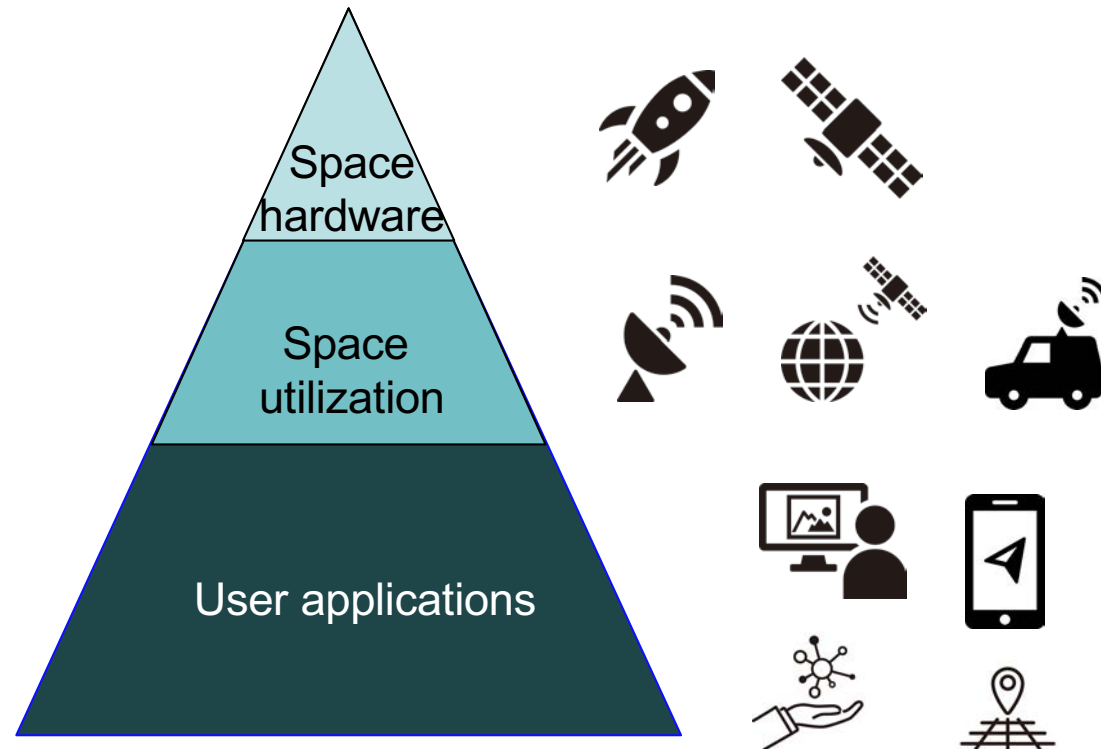 Space
hardware
Space
utilization
User applications